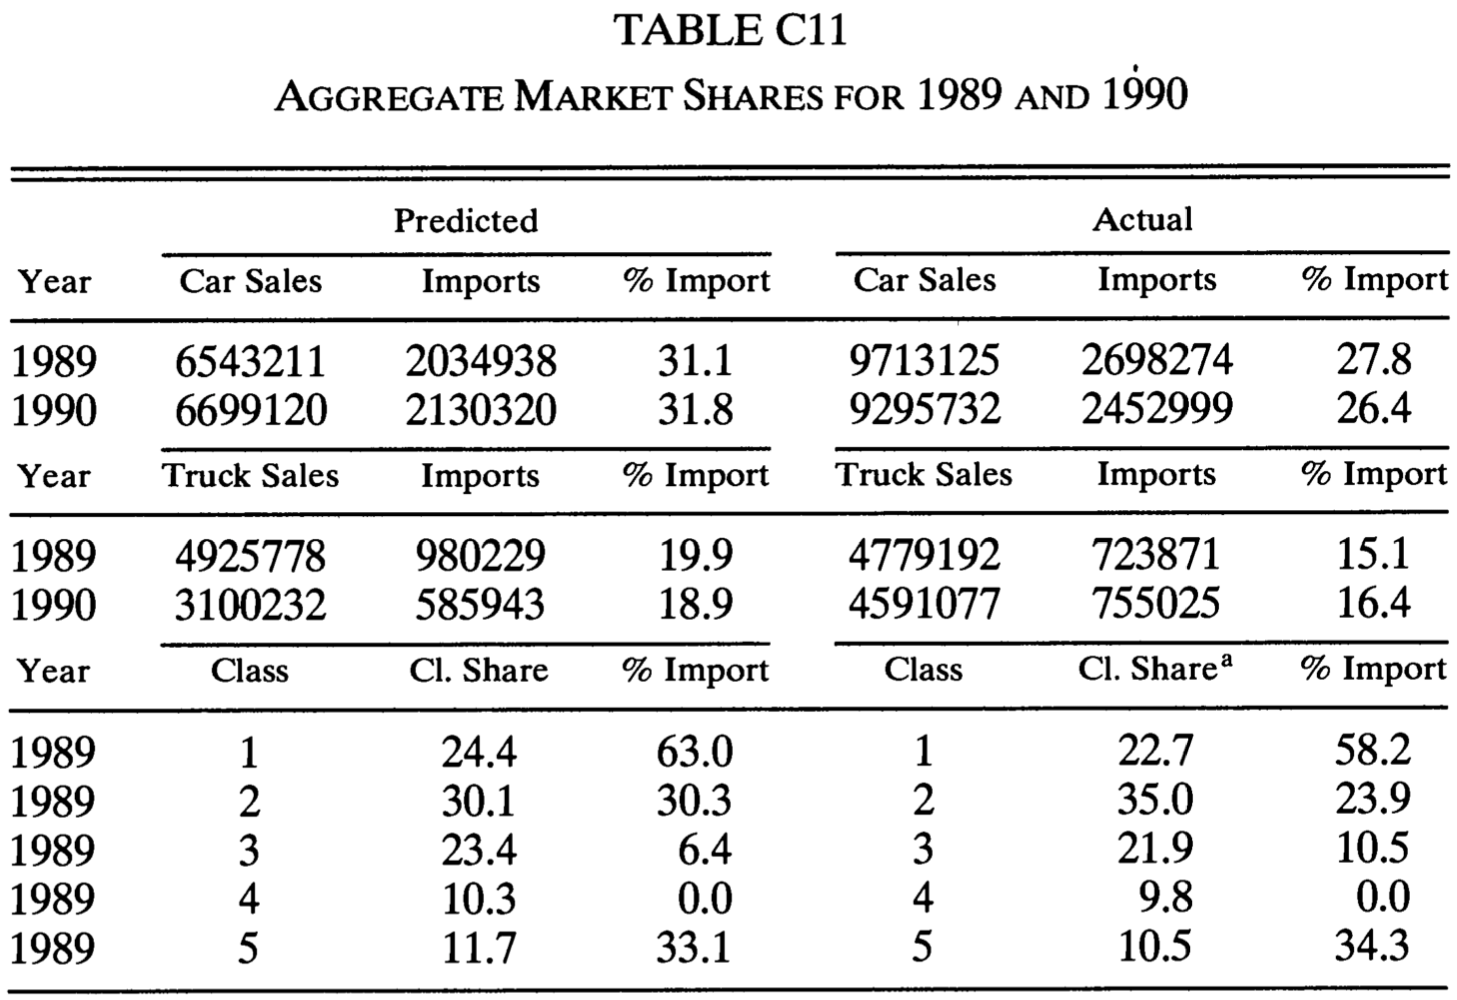 TABLE C11
AGGREGATE MARKET SHARES FOR 1989 AND 1990
Predicted Actual
Year Car Sales Imports % Import Car Sales Imports % Import
1989 6543211 2034938 31.1 9713125 2698274 27.8
1990 6699120 2130320 31.8 9295732 2452999 26.4
Year Truck Sales Imports % Import Truck Sales Imports % Import
1989 4925778 980229 19.9 4779192 723871 15.1
1990 3100232 585943 18.9 4591077 755025 16.4
Year Class Cl. Share % Import Class Cl. Shareᵃ % Import
1989 1 24.4 63.0 1 22.7 58.2
1989 2 30.1 30.3 2 35.0 23.9
1989 3 23.4 6.4 3 21.9 10.5
1989 4 10.3 0.0 4 9.8 0.0
1989 5 11.7 33.1 5 10.5 34.3